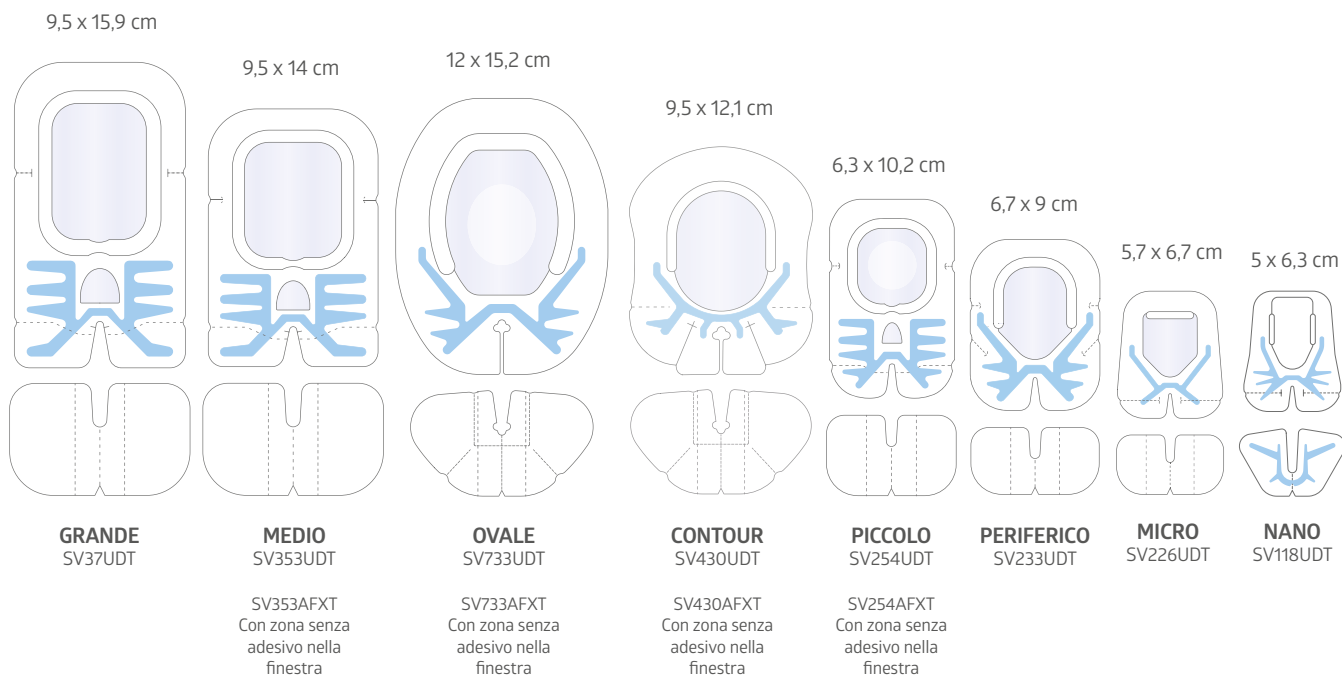 9,5 x 15,9 cm
9,5 x 14 cm
12 x 15,2 cm
9,5 x 12,1 cm
6,3 x 10,2 cm
6,7 x 9 cm
5,7 x 6,7 cm
5 x 6,3 cm
GRANDE
SV37UDT
MEDIO
SV353UDT
SV353AFXT
Con zona senza
adesivo nella
finestra
OVALE
SV733UDT
SV733AFXT
Con zona senza
adesivo nella
finestra
CONTOUR
SV430UDT
SV430AFXT
Con zona senza
adesivo nella
finestra
PICCOLO
SV254UDT
SV254AFXT
Con zona senza
adesivo nella
finestra
PERIFERICO
SV233UDT
MICRO
SV226UDT
NANO
SV118UDT